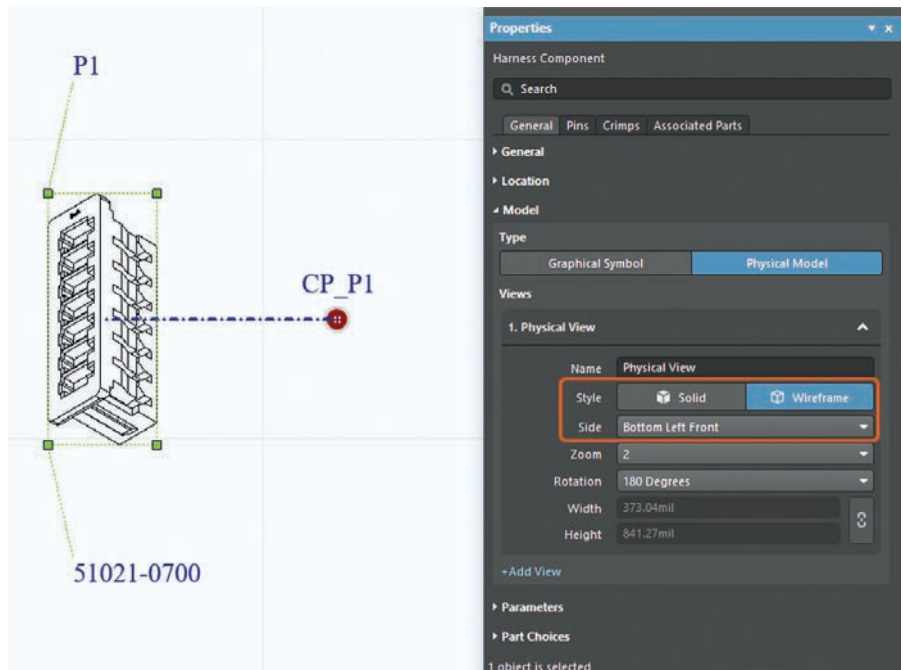 P1
CP_P1
51021-0700
Properties
Harness Component
Search
General Pins Crimps Associated Parts
General
Location
Model
Type
Graphical Symbol Physical Model
Views
1. Physical View
Name Physical View
Style Solid Wireframe
Side Bottom Left Front
Zoom 2
Rotation 180 Degrees
Width 373.04mil
Height 841.27mil
+Add View
Parameters
Part Choices
1 object is selected